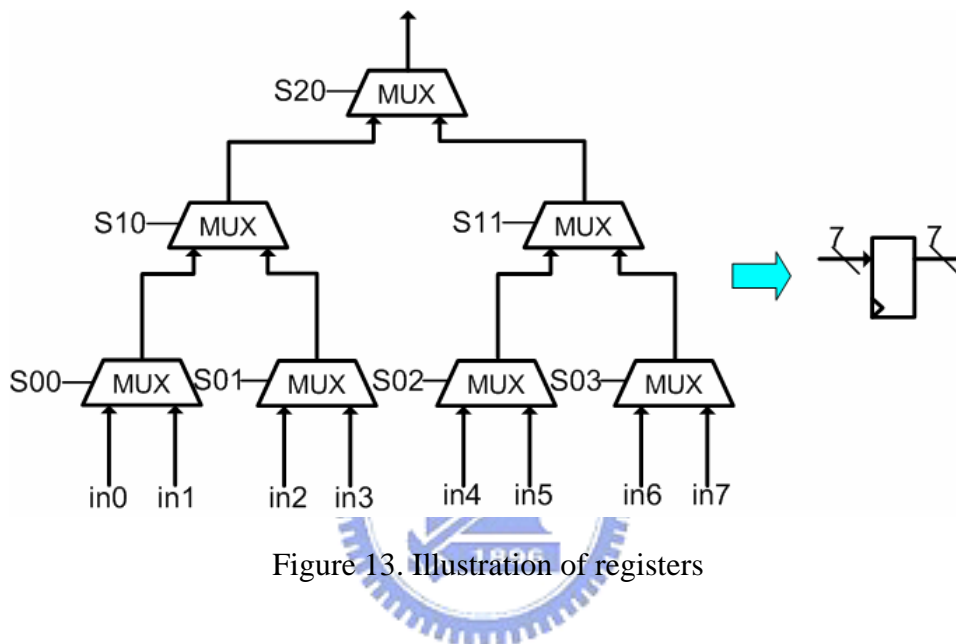 S20 MUX
S10 MUX S11 MUX
7 7
S00 MUX S01 MUX S02 MUX S03 MUX
in0 in1 in2 in3 in4 in5 in6 in7
1896
Figure 13. Illustration of registers